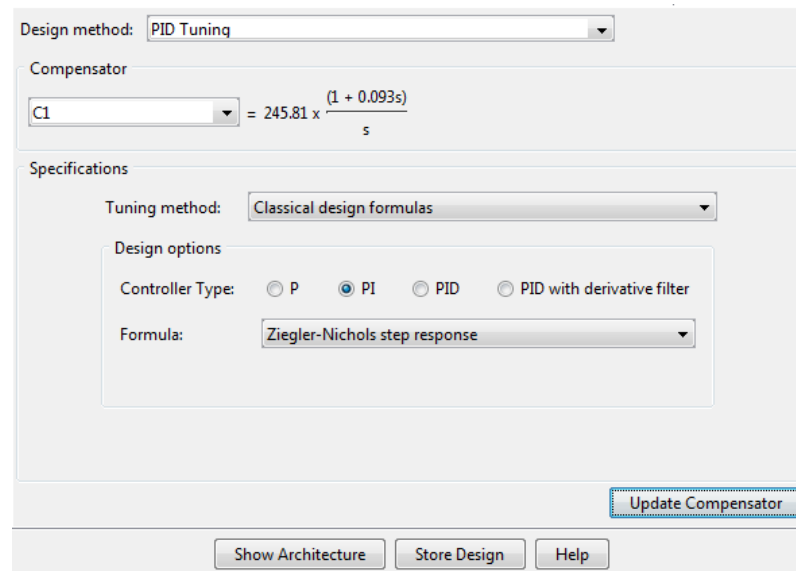 Design method: PID Tuning
Compensator
C1 = 245.81 x (1 + 0.093s)
s
Specifications
Tuning method: Classical design formulas
Design options
Controller Type: P PI PID PID with derivative filter
Formula: Ziegler-Nichols step response
Update Compensator
Show Architecture Store Design Help